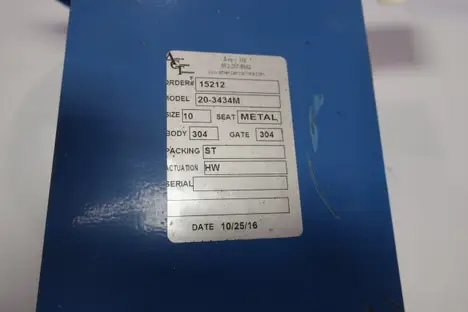 ORDER# 15212
MODEL 20-3434M
SIZE 10 SEAT METAL
BODY 304 GATE 304
PACKING ST
ACTUATION HW
SERIAL
DATE 10/25/16